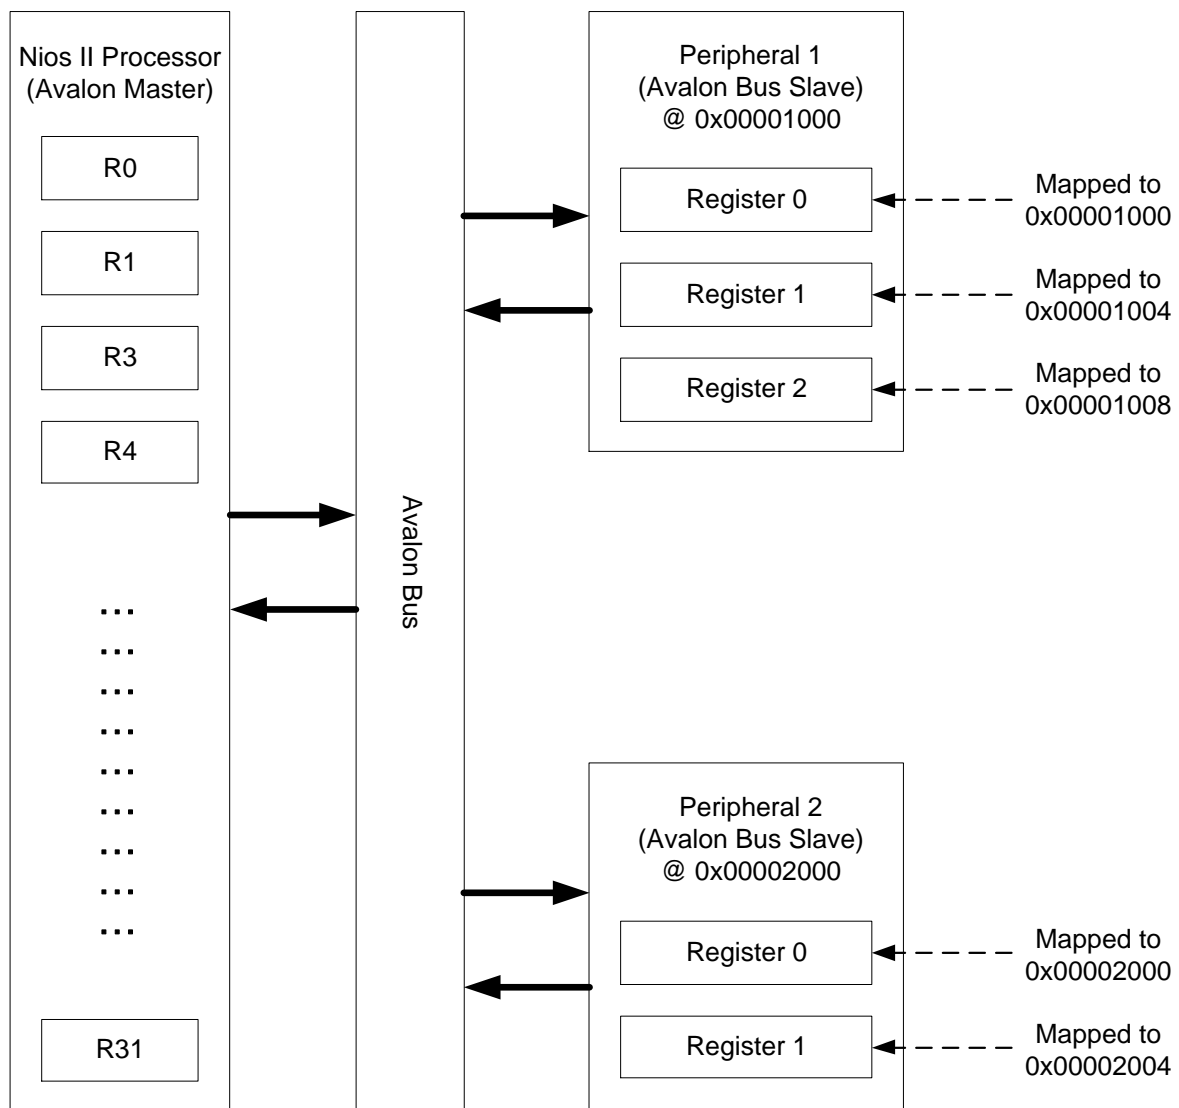 Nios II Processor
(Avalon Master)
R0
R1
R3
R4
...
...
...
...
...
...
...
...
...
R31
Avalon Bus
Peripheral 1
(Avalon Bus Slave)
@ 0x00001000
Register 0
Register 1
Register 2
Mapped to
0x00001000
Mapped to
0x00001004
Mapped to
0x00001008
Peripheral 2
(Avalon Bus Slave)
@ 0x00002000
Register 0
Register 1
Mapped to
0x00002000
Mapped to
0x00002004